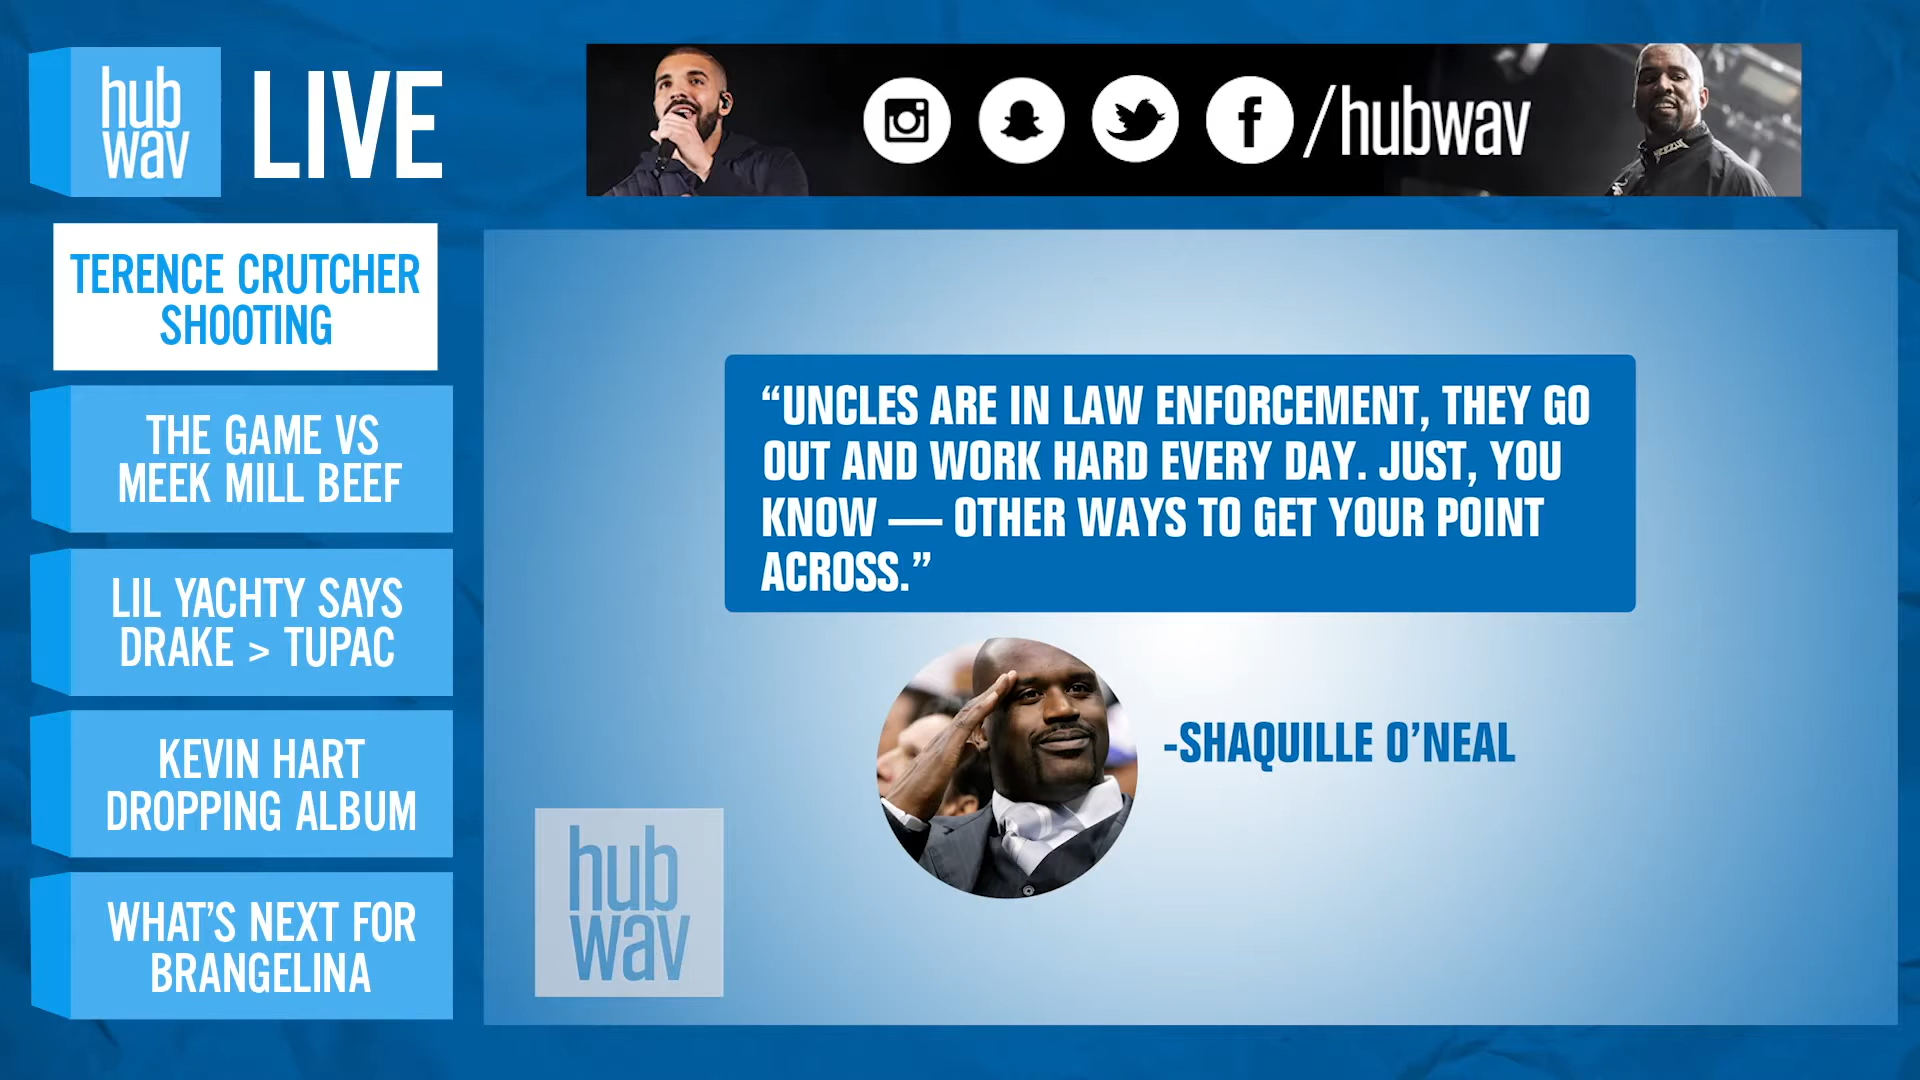 hub
wav
LIVE
/hubwav
TERENCE CRUTCHER
SHOOTING
THE GAME VS
MEEK MILL BEEF
LIL YACHTY SAYS
DRAKE > TUPAC
KEVIN HART
DROPPING ALBUM
WHAT’S NEXT FOR
BRANGELINA
“UNCLES ARE IN LAW ENFORCEMENT, THEY GO
OUT AND WORK HARD EVERY DAY. JUST, YOU
KNOW — OTHER WAYS TO GET YOUR POINT
ACROSS.”
-SHAQUILLE O’NEAL
hub
wav